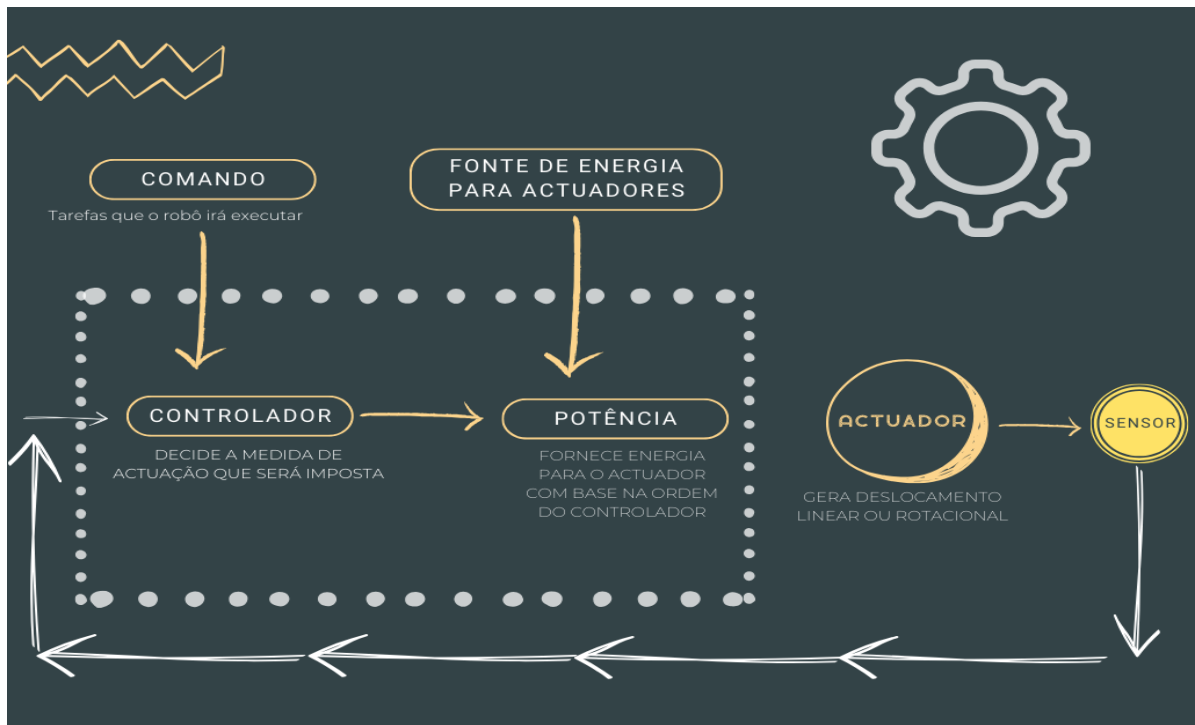 COMANDO
Tarefas que o robô irá executar
FONTE DE ENERGIA
PARA ACTUADORES
CONTROLADOR
DECIDE A MEDIDA DE
ACTUAÇÃO QUE SERÁ IMPOSTA
POTÊNCIA
FORNECE ENERGIA
PARA O ACTUADOR
COM BASE NA ORDEM
DO CONTROLADOR
ACTUADOR
GERA DESLOCAMENTO
LINEAR OU ROTACIONAL
SENSOR